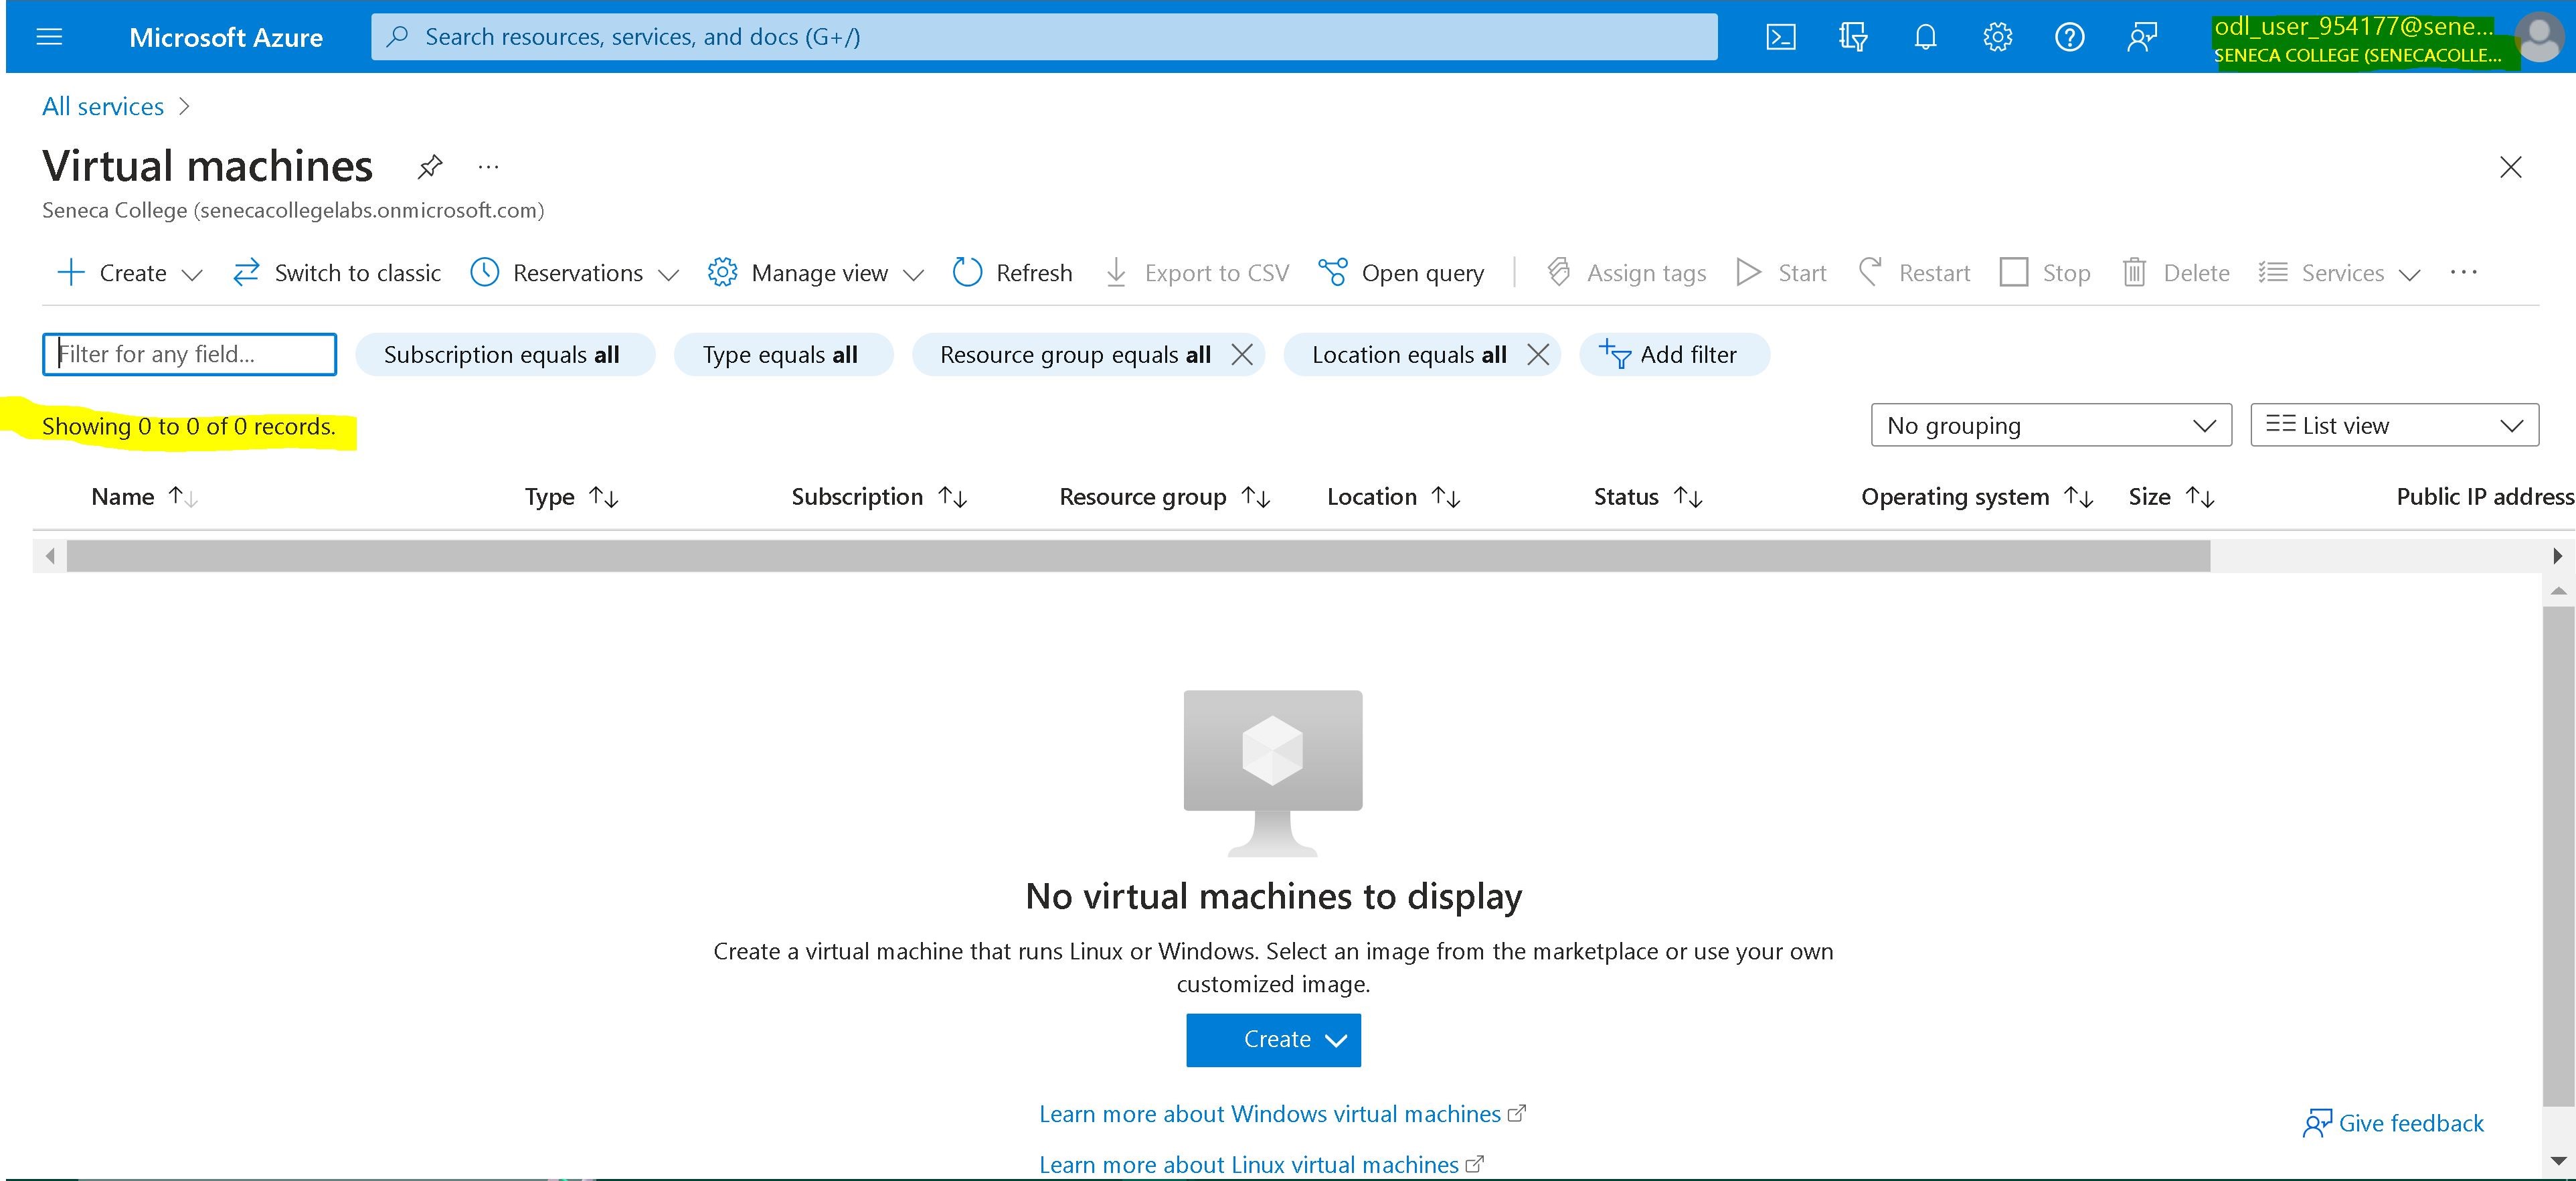 Microsoft Azure
Search resources, services, and docs (G+/)
odl_user_954177@sene...
SENECA COLLEGE (SENECACOLLE...
All services
Virtual machines
Seneca College (senecacollegelabs.onmicrosoft.com)
Create Switch to classic Reservations Manage view Refresh Export to CSV Open query Assign tags Start Restart Stop Delete Services
Filter for any field... Subscription equals all Type equals all Resource group equals all Location equals all Add filter
Showing 0 to 0 of 0 records. No grouping List view
Name Type Subscription Resource group Location Status Operating system Size Public IP address
No virtual machines to display
Create a virtual machine that runs Linux or Windows. Select an image from the marketplace or use your own
customized image.
Create
Learn more about Windows virtual machines
Give feedback
Learn more about Linux virtual machines